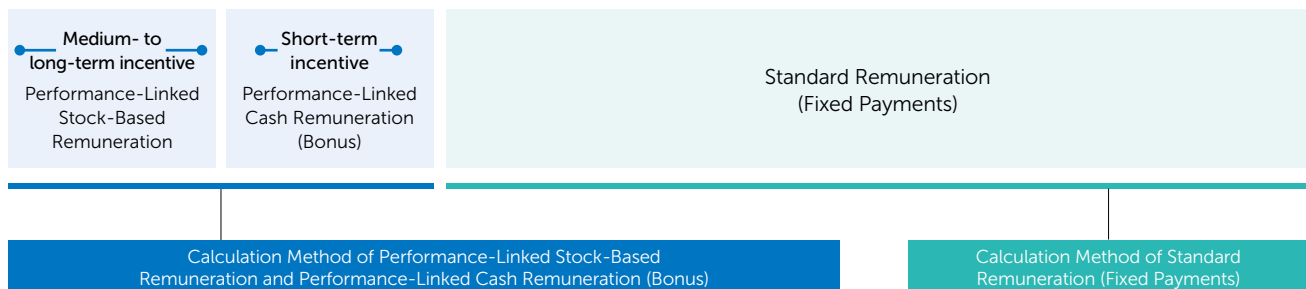 Medium- to
long-term incentive
Performance-Linked
Stock-Based
Remuneration
Short-term
incentive
Performance-Linked
Cash Remuneration
(Bonus)
Standard Remuneration
(Fixed Payments)
Calculation Method of Performance-Linked Stock-Based
Remuneration and Performance-Linked Cash Remuneration (Bonus)
Calculation Method of Standard
Remuneration (Fixed Payments)